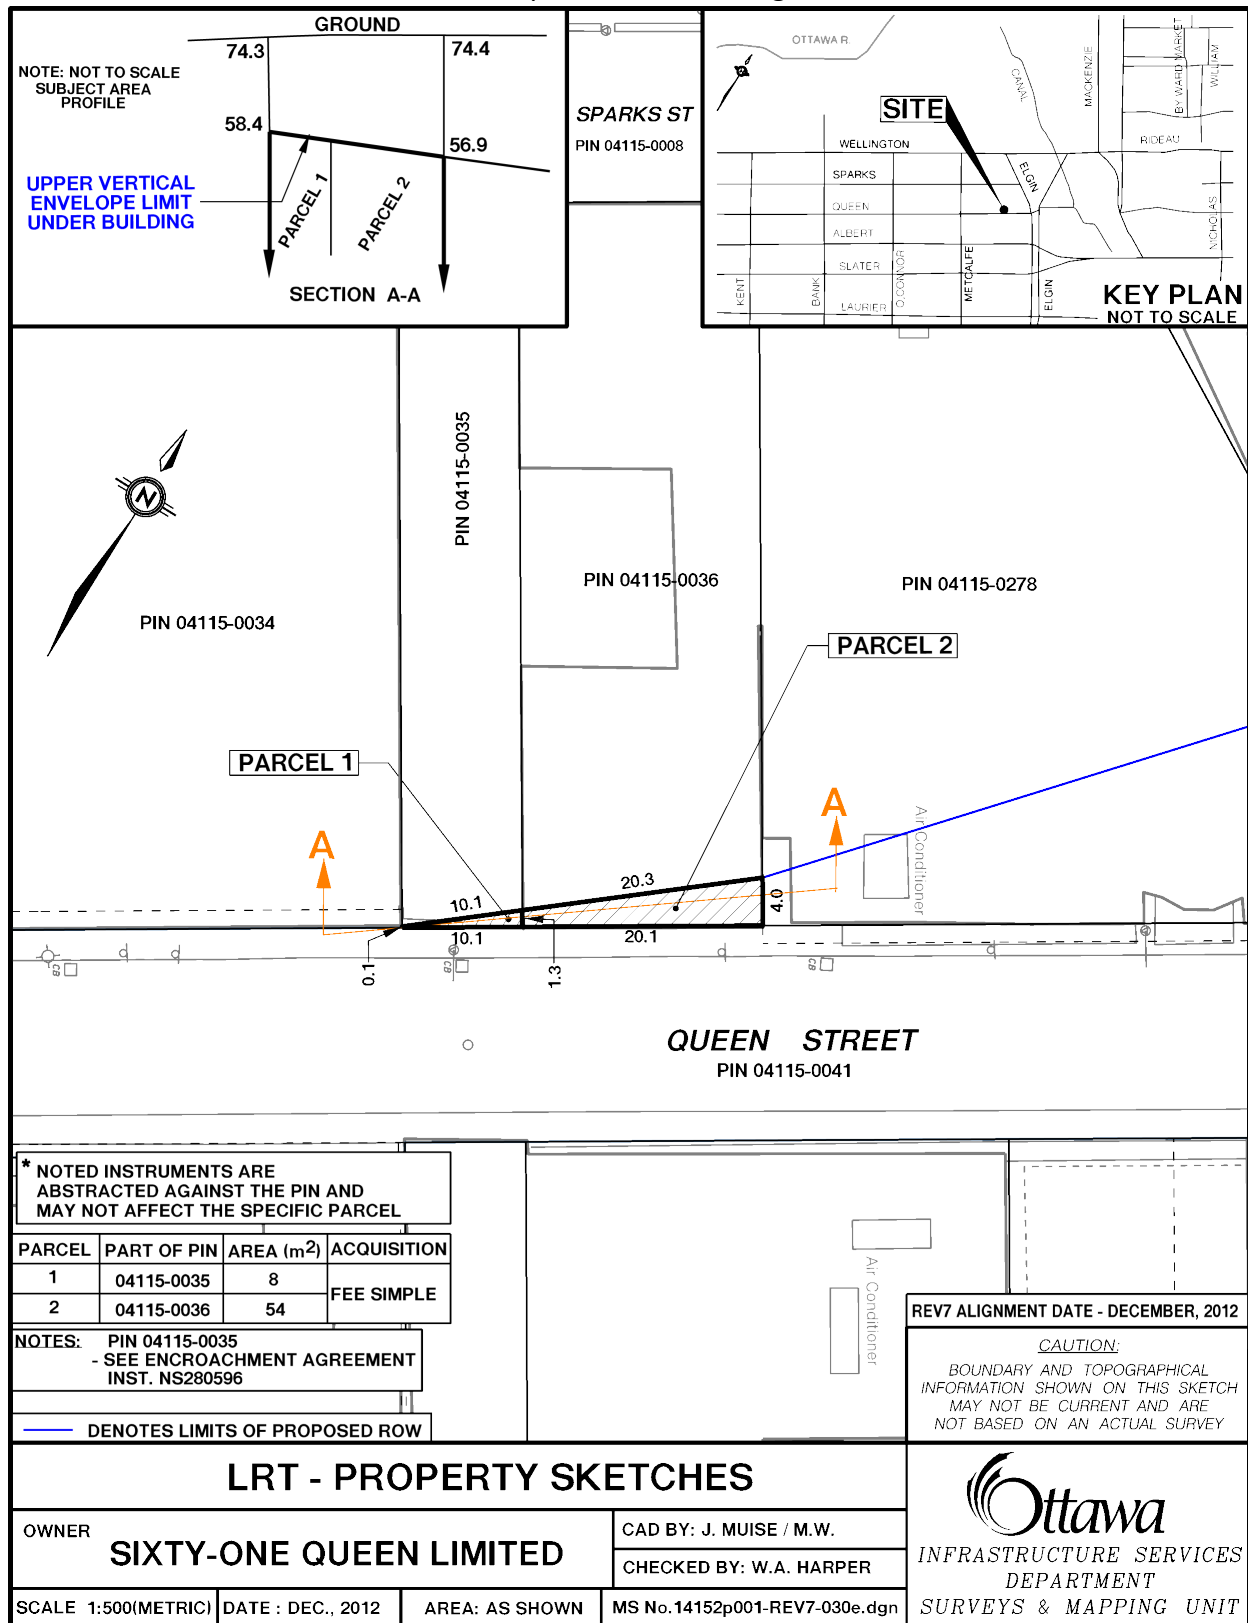 GROUND
74.3
74.4
NOTE: NOT TO SCALE
SUBJECT AREA
PROFILE
58.4
56.9
UPPER VERTICAL
ENVELOPE LIMIT
UNDER BUILDING
PARCEL 1
PARCEL 2
SECTION A-A
SPARKS ST
PIN 04115-0008
OTTAWA R.
CANAL
MACKENZIE
BY WARD MARKET
WILLIAM
SITE
WELLINGTON
RIDEAU
SPARKS
ELGIN
QUEEN
ALBERT
SLATER
LAURIER
KENT
BANK
O,CONNOR
METCALFE
ELGIN
NICHOLAS
KEY PLAN
NOT TO SCALE
N
PIN 04115-0035
PIN 04115-0036
PIN 04115-0278
PIN 04115-0034
PARCEL 2
PARCEL 1
A
A
Air Conditioner
10.1
20.3
4.0
10.1
20.1
0.1
1.3
CB
CB
CB
QUEEN STREET
PIN 04115-0041
* NOTED INSTRUMENTS ARE
ABSTRACTED AGAINST THE PIN AND
MAY NOT AFFECT THE SPECIFIC PARCEL
PARCEL PART OF PIN AREA (m2) ACQUISITION
1 04115-0035 8 FEE SIMPLE
2 04115-0036 54
NOTES: PIN 04115-0035
- SEE ENCROACHMENT AGREEMENT
INST. NS280596
DENOTES LIMITS OF PROPOSED ROW
Air Conditioner
REV7 ALIGNMENT DATE - DECEMBER, 2012
CAUTION:
BOUNDARY AND TOPOGRAPHICAL
INFORMATION SHOWN ON THIS SKETCH
MAY NOT BE CURRENT AND ARE
NOT BASED ON AN ACTUAL SURVEY
LRT - PROPERTY SKETCHES
OWNER
SIXTY-ONE QUEEN LIMITED
CAD BY: J. MUISE / M.W.
CHECKED BY: W.A. HARPER
SCALE 1:500(METRIC)
DATE : DEC., 2012
AREA: AS SHOWN
MS No.14152p001-REV7-030e.dgn
Ottawa
INFRASTRUCTURE SERVICES
DEPARTMENT
SURVEYS & MAPPING UNIT